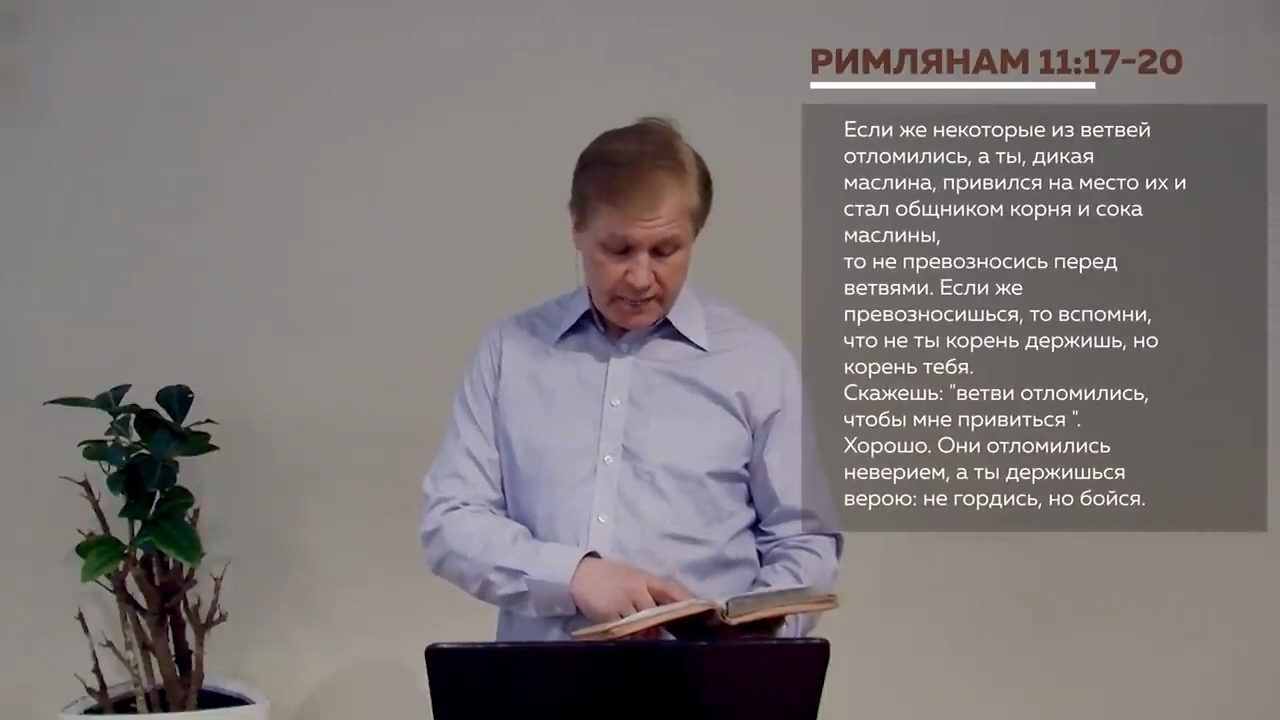 РИМЛЯНАМ 11:17-20
Если же некоторые из ветвей
отломились, а ты, дикая
маслина, привился на место их и
стал общником корня и сока
маслины,
то не превозносись перед
ветвями. Если же
превозносишься, то вспомни,
что не ты корень держишь, но
корень тебя.
Скажешь: "ветви отломились,
чтобы мне привиться ".
Хорошо. Они отломились
неверием, а ты держишься
верою: не гордись, но бойся.